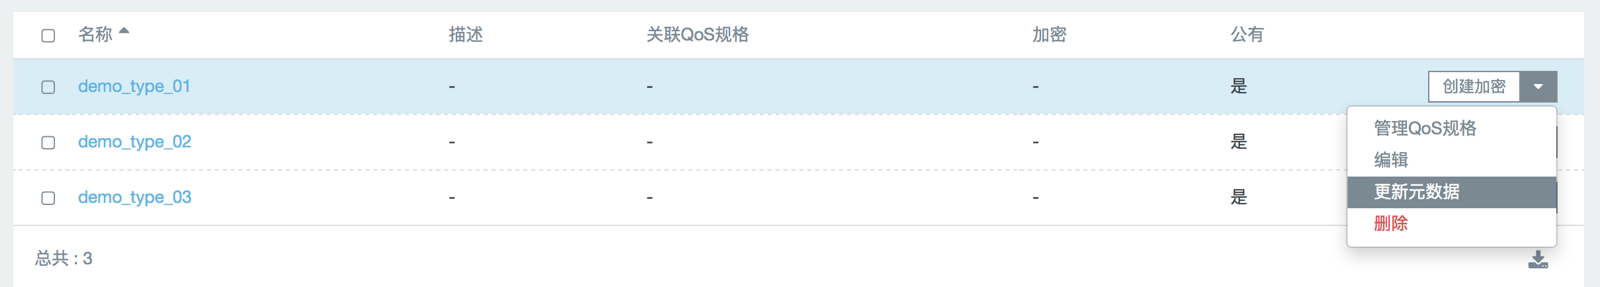 名称 描述 关联QoS规格 加密 公有
demo_type_01 - - - 是 创建加密
管理QoS规格
demo_type_02 - - - 是
编辑
更新元数据
demo_type_03 - - - 是
删除
总共 : 3